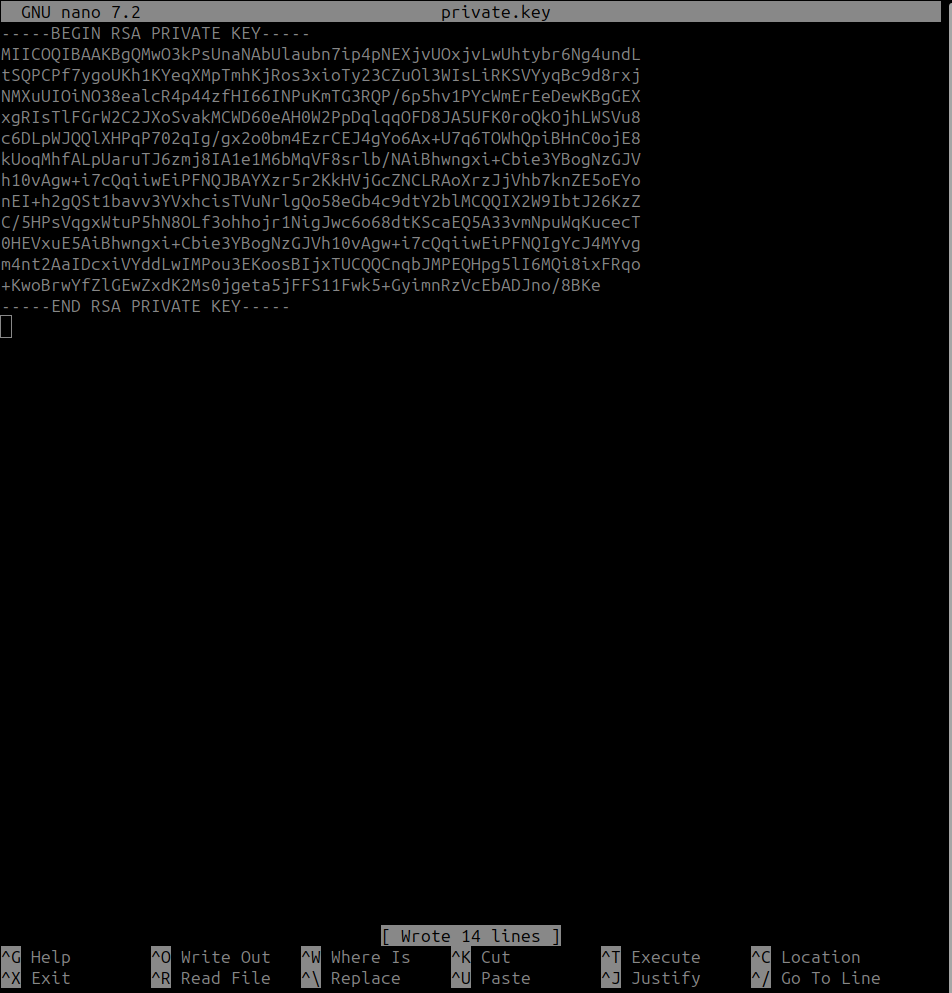 GNU nano 7.2 private.key
-----BEGIN RSA PRIVATE KEY-----
MIICOQIBAAKBgQMwO3kPsUnaNAbUlaubn7ip4pNEXjvUOxjvLwUhtybr6Ng4undL
tSQPCPf7ygoUKh1KYeqXMpTmhKjRos3xioTy23CZuOl3WIsLiRKSVYyqBc9d8rxj
NMXuUIOiNO38ealcR4p44zfHI66INPuKmTG3RQP/6p5hv1PYcWmErEeDewKBgGEX
xgRIsTlFGrW2C2JXoSvakMCWD60eAH0W2PpDqlqqOFD8JA5UFK0roQkOjhLWSVu8
c6DLpWJQQlXHPqP702qIg/gx2o0bm4EzrCEJ4gYo6Ax+U7q6TOWhQpiBHnC0ojE8
kUoqMhfALpUaruTJ6zmj8IA1e1M6bMqVF8srlb/NAiBhwngxi+Cbie3YBogNzGJV
h10vAgw+i7cQqiiwEiPFNQJBAYXzr5r2KkHVjGcZNCLRAoXrzJjVhb7knZE5oEYo
nEI+h2gQSt1bavv3YVxhcisTVuNrlgQo58eGb4c9dtY2blMCQQIX2W9IbtJ26KzZ
C/5HPsVqgxWtuP5hN8OLf3ohhojr1NigJwc6o68dtKScaEQ5A33vmNpuWqKucecT
0HEVxuE5AiBhwngxi+Cbie3YBogNzGJVh10vAgw+i7cQqiiwEiPFNQIgYcJ4MYvg
m4nt2AaIDcxiVYddLwIMPou3EKoosBIjxTUCQQCnqbJMPEQHpg5lI6MQi8ixFRqo
+KwoBrwYfZlGEwZxdK2Ms0jgeta5jFFS11Fwk5+GyimnRzVcEbADJno/8BKe
-----END RSA PRIVATE KEY-----
[ Wrote 14 lines ]
^G Help ^O Write Out ^W Where Is ^K Cut ^T Execute ^C Location
^X Exit ^R Read File ^\ Replace ^U Paste ^J Justify ^/ Go To Line